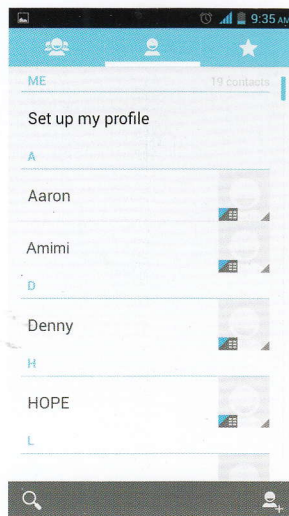 9:35 AM
ME 19 contacts
Set up my profile
A
Aaron
Amimi
D
Denny
H
HOPE
L